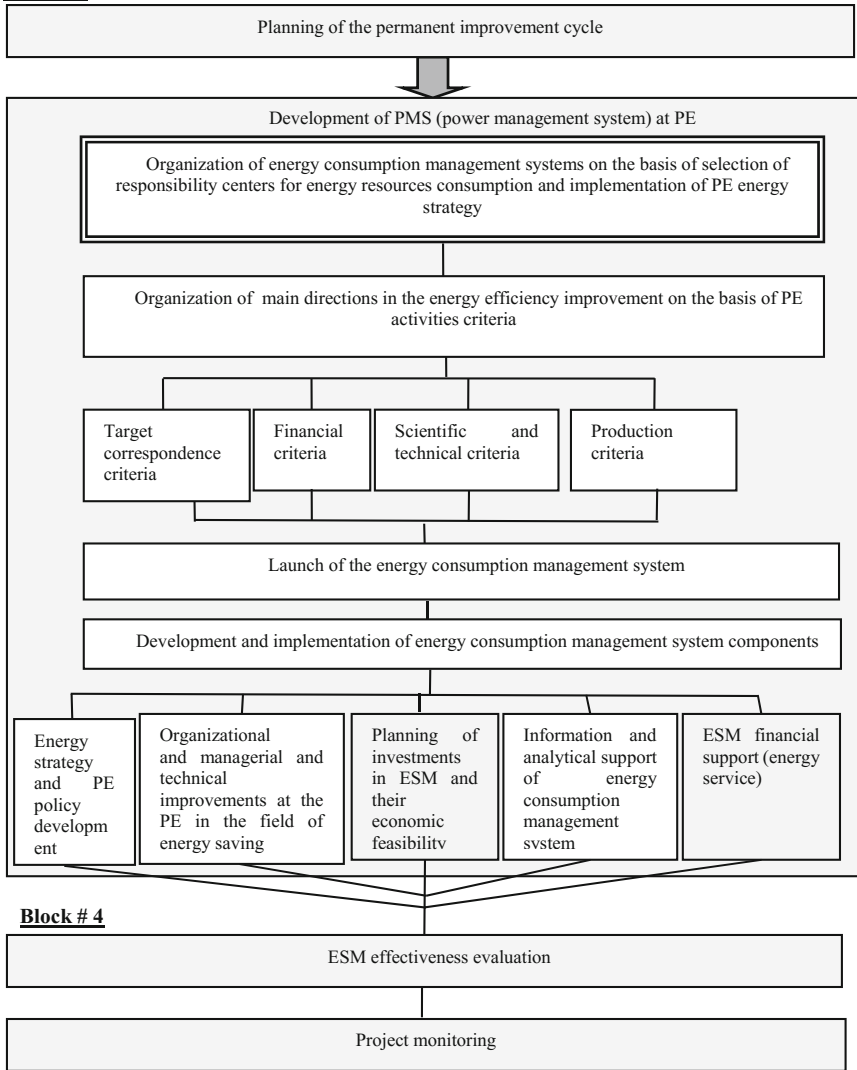 Planning of the permanent improvement cycle
Development of PMS (power management system) at PE
Organization of energy consumption management systems on the basis of selection of
responsibility centers for energy resources consumption and implementation of PE energy
strategy
Organization of main directions in the energy efficiency improvement on the basis of PE
activities criteria
Target
correspondence
criteria
Financial
criteria
Scientific and
technical criteria
Production
criteria
Launch of the energy consumption management system
Development and implementation of energy consumption management system components
Energy
strategy
and PE
policy
developm
ent
Organizational
and managerial and
technical
improvements at the
PE in the field of
energy saving
Planning of
investments
in ESM and
their
economic
feasibility
Information and
analytical support
of energy
consumption
management
system
ESM financial
support (energy
service)
Block # 4
ESM effectiveness evaluation
Project monitoring